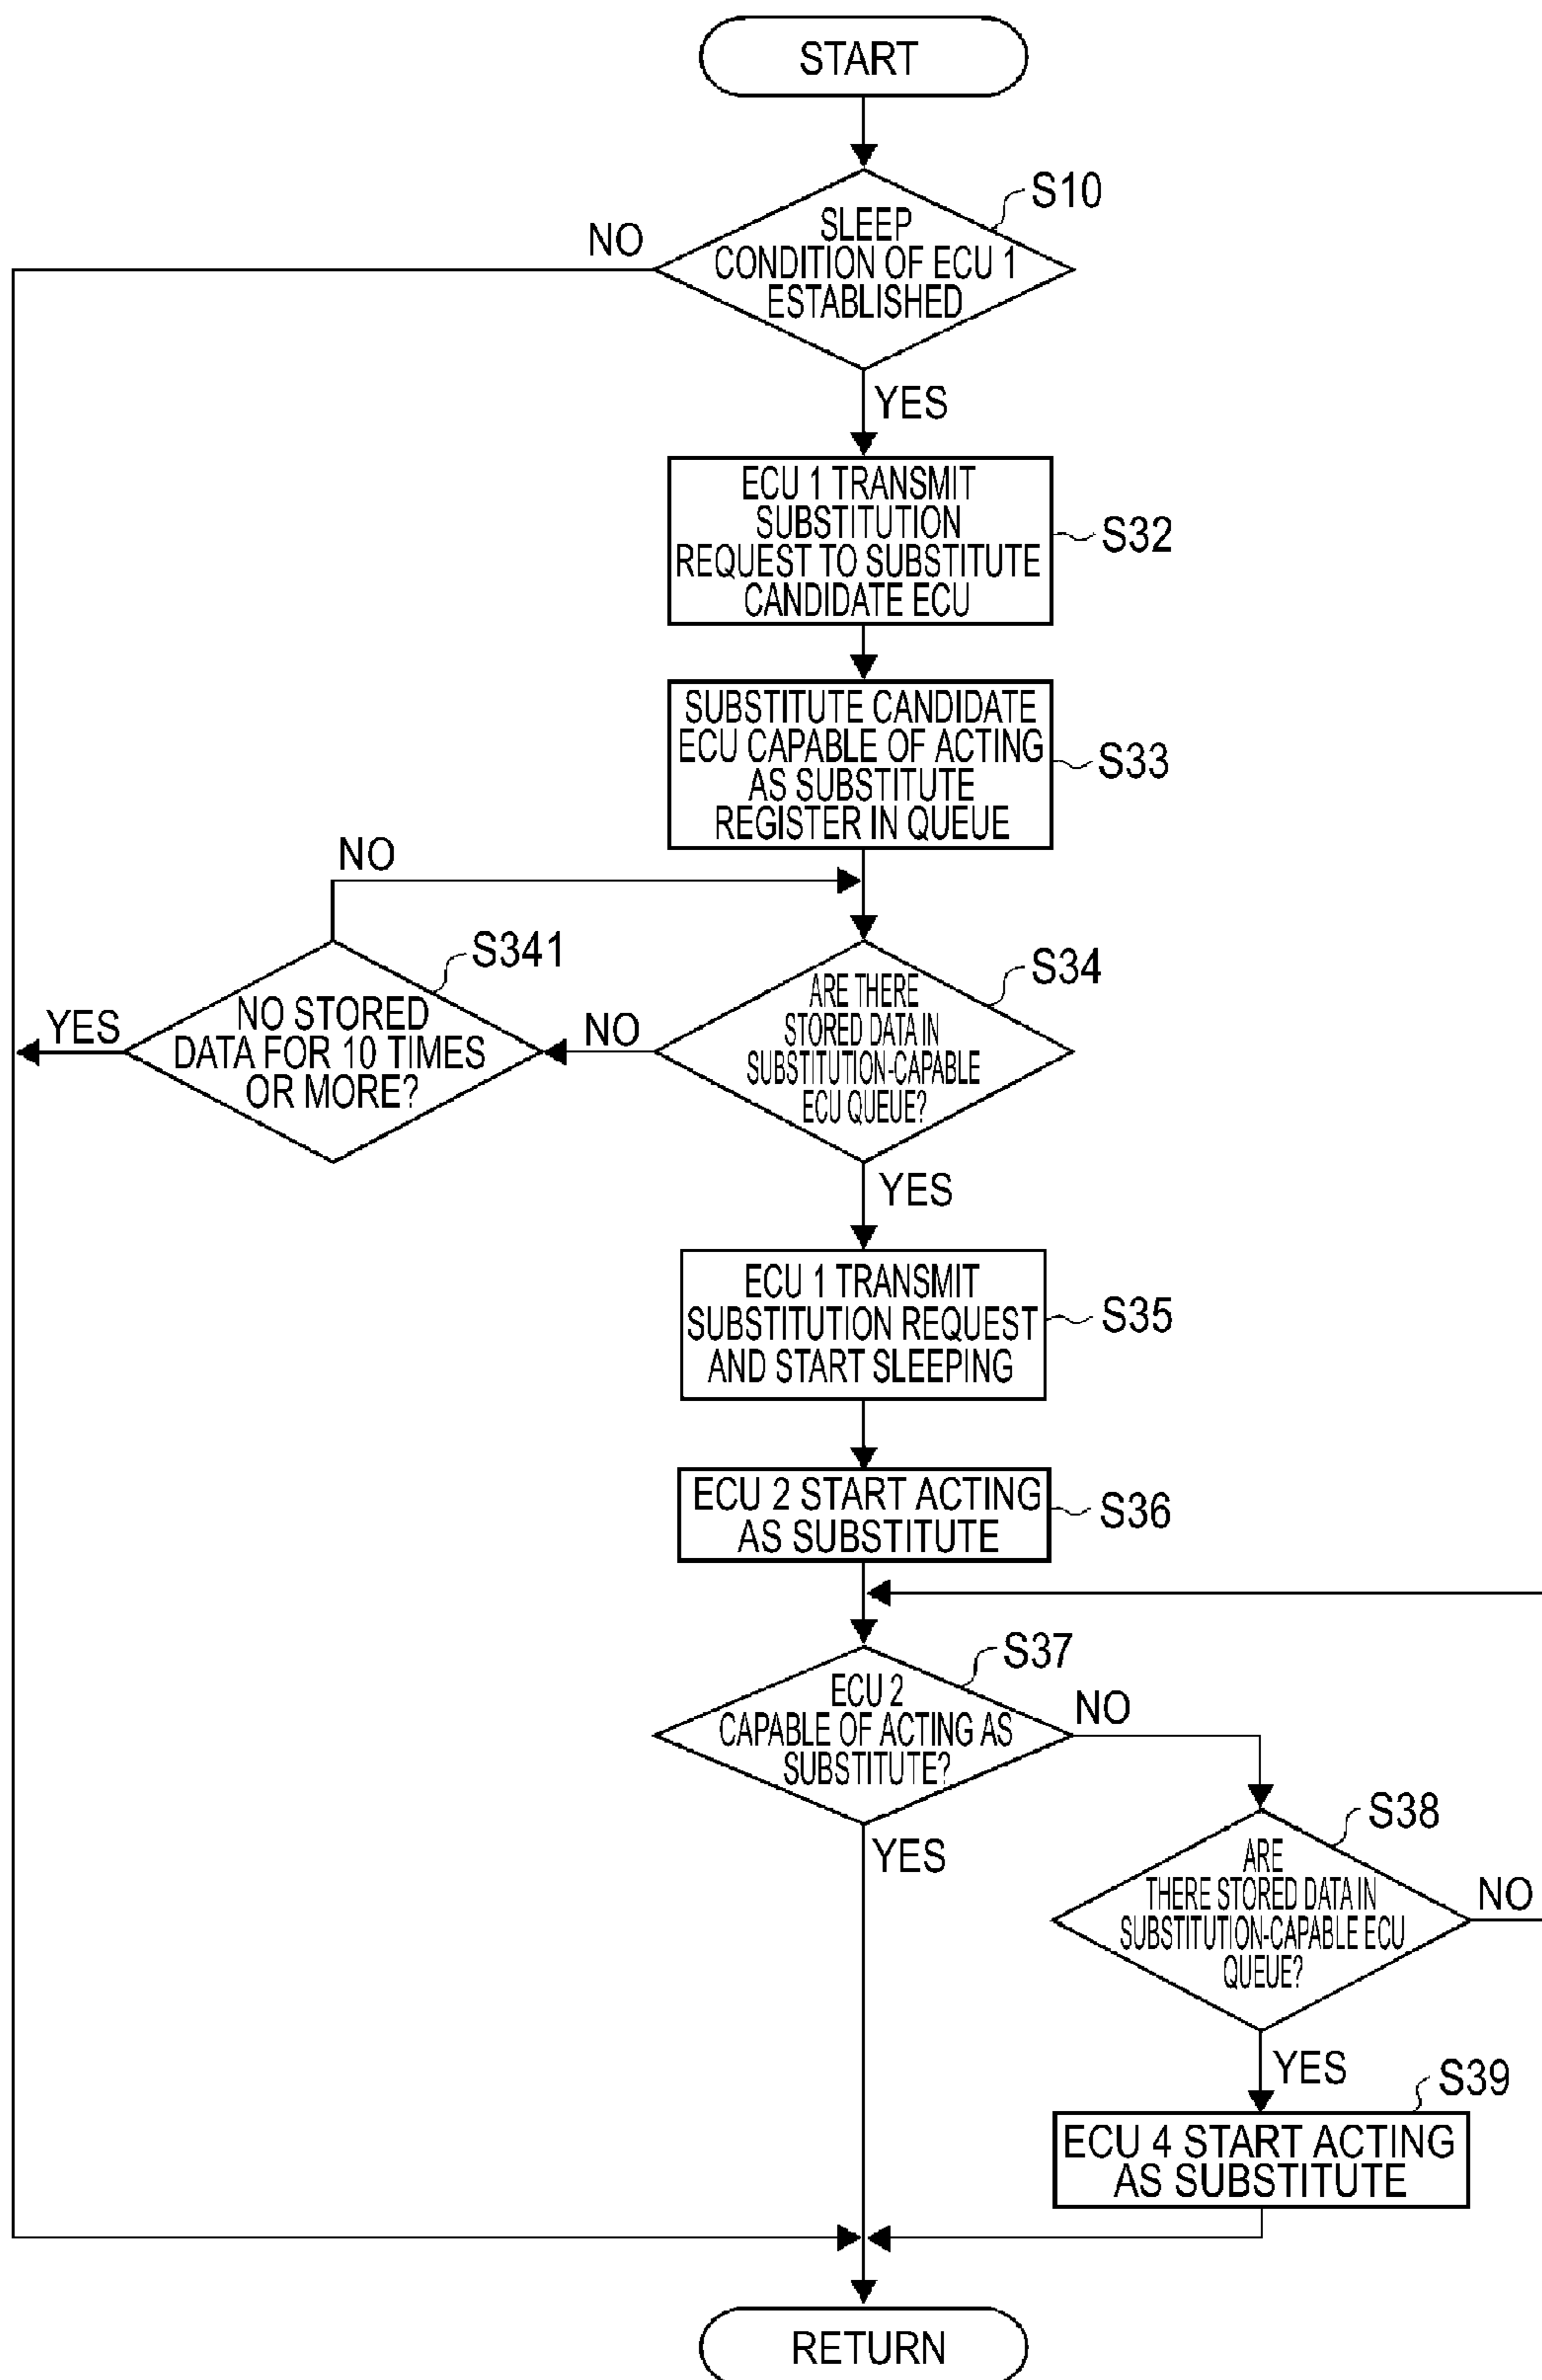 START
S10
NO
SLEEP
CONDITION OF ECU 1
ESTABLISHED
YES
ECU 1 TRANSMIT
SUBSTITUTION
REQUEST TO SUBSTITUTE
CANDIDATE ECU
S32
SUBSTITUTE CANDIDATE
ECU CAPABLE OF ACTING
AS SUBSTITUTE
REGISTER IN QUEUE
S33
NO
S341
NO STORED
DATA FOR 10 TIMES
OR MORE?
YES
NO
S34
ARE THERE
STORED DATA IN
SUBSTITUTION-CAPABLE
ECU QUEUE?
YES
ECU 1 TRANSMIT
SUBSTITUTION REQUEST
AND START SLEEPING
S35
ECU 2 START ACTING
AS SUBSTITUTE
S36
S37
ECU 2
CAPABLE OF ACTING AS
SUBSTITUTE?
NO
YES
S38
ARE
THERE STORED DATA IN
SUBSTITUTION-CAPABLE ECU
QUEUE?
NO
YES
S39
ECU 4 START ACTING
AS SUBSTITUTE
RETURN